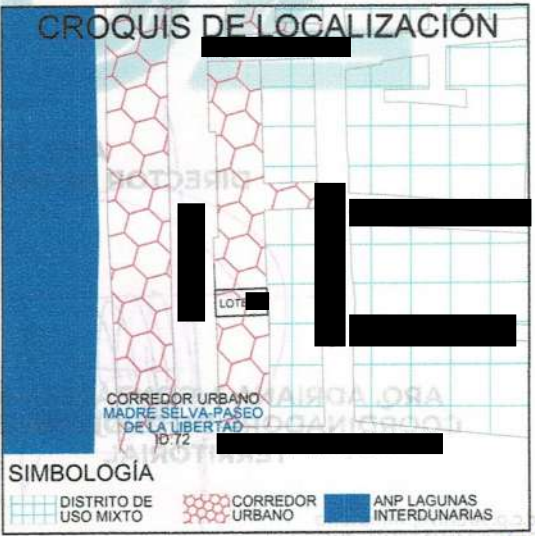 CROQUIS DE LOCALIZACIÓN
LOTE
CORREDOR URBANO
MADRE SELVA-PASEO
DE LA LIBERTAD
ID:72
SIMBOLOGÍA
DISTRITO DE
USO MIXTO
CORREDOR
URBANO
ANP LAGUNAS
INTERDUNARIAS